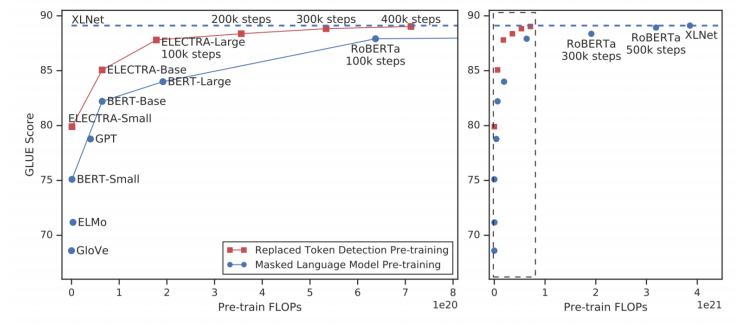 90
XLNet
200k steps
300k steps
400k steps
ELECTRA-Large
100k steps
RoBERTa
100k steps
85
ELECTRA-Base
BERT-Large
BERT-Base
ELECTRA-Small
80
GPT
GLUE Score
75
BERT-Small
ELMo
70
GloVe
Replaced Token Detection Pre-training
Masked Language Model Pre-training
0 1 2 3 4 5 6 7 8
Pre-train FLOPs
1e20
90
RoBERTa
300k steps
RoBERTa
500k steps
XLNet
85
80
75
70
0 1 2 3 4
Pre-train FLOPs
1e21